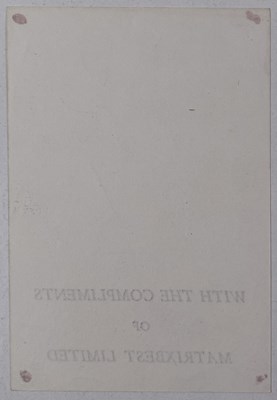 WITH THE COMPLIMENTS
OF
MATRIXBEST LIMITED